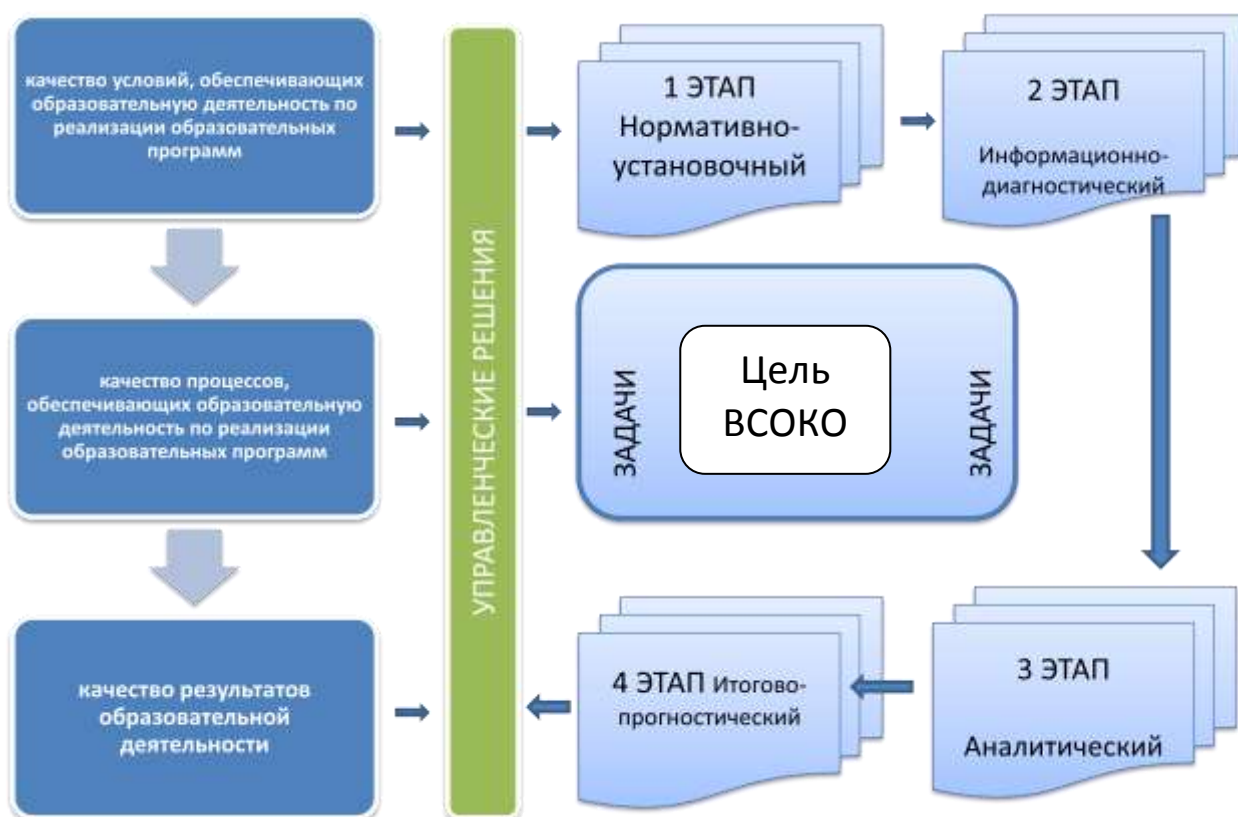 качество условий, обеспечивающих
образовательную деятельность по
реализации образовательных
программ
качество процессов,
обеспечивающих образовательную
деятельность по реализации
образовательных программ
качество результатов
образовательной
деятельности
УПРАВЛЕНЧЕСКИЕ РЕШЕНИЯ
1 ЭТАП
Нормативно-
установочный
2 ЭТАП
Информационно-
диагностический
ЗАДАЧИ
Цель
ВСОКО
ЗАДАЧИ
3 ЭТАП
Аналитический
4 ЭТАП Итогово-
прогностический